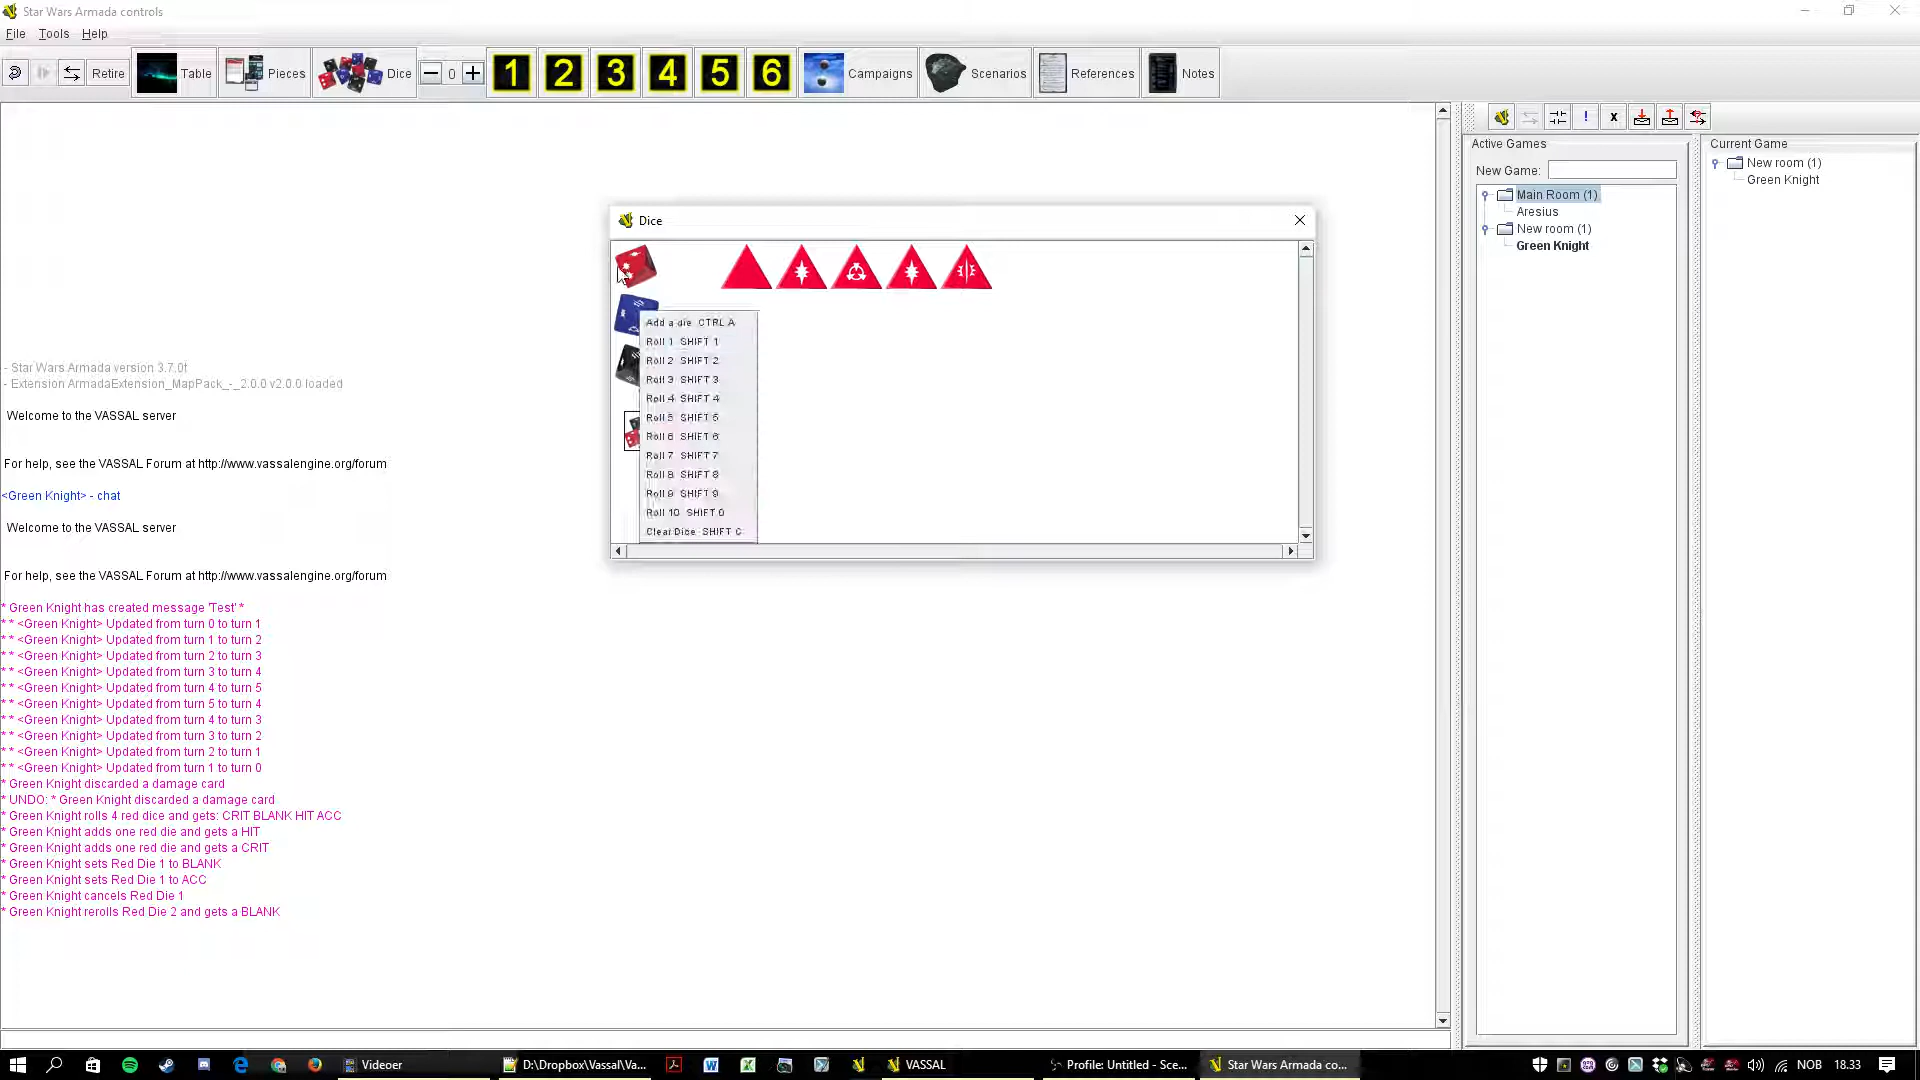 Star Wars Armada controls
File Tools Help
Retire Table Pieces Dice 0 1 2 3 4 5 6 Campaigns Scenarios References Notes
- Star Wars Armada version 3.7.0f
- Extension ArmadaExtension_MapPack_-_2.0.0 v2.0.0 loaded
Welcome to the VASSAL server
For help, see the VASSAL Forum at http://www.vassalengine.org/forum
<Green Knight> - chat
Welcome to the VASSAL server
For help, see the VASSAL Forum at http://www.vassalengine.org/forum
* Green Knight has created message 'Test' *
* * <Green Knight> Updated from turn 0 to turn 1
* * <Green Knight> Updated from turn 1 to turn 2
* * <Green Knight> Updated from turn 2 to turn 3
* * <Green Knight> Updated from turn 3 to turn 4
* * <Green Knight> Updated from turn 4 to turn 5
* * <Green Knight> Updated from turn 5 to turn 4
* * <Green Knight> Updated from turn 4 to turn 3
* * <Green Knight> Updated from turn 3 to turn 2
* * <Green Knight> Updated from turn 2 to turn 1
* * <Green Knight> Updated from turn 1 to turn 0
* Green Knight discarded a damage card
* UNDO: * Green Knight discarded a damage card
* Green Knight rolls 4 red dice and gets: CRIT BLANK HIT ACC
* Green Knight adds one red die and gets a HIT
* Green Knight adds one red die and gets a CRIT
* Green Knight sets Red Die 1 to BLANK
* Green Knight sets Red Die 1 to ACC
* Green Knight cancels Red Die 1
* Green Knight rerolls Red Die 2 and gets a BLANK
Dice
Add a die CTRL A
Roll 1 SHIFT 1
Roll 2 SHIFT 2
Roll 3 SHIFT 3
Roll 4 SHIFT 4
Roll 5 SHIFT 5
Roll 6 SHIFT 6
Roll 7 SHIFT 7
Roll 8 SHIFT 8
Roll 9 SHIFT 9
Roll 10 SHIFT 0
Clear Dice SHIFT C
! x
Active Games
New Game:
Main Room (1)
Aresius
New room (1)
Green Knight
Current Game
New room (1)
Green Knight
Videoer
D:\Dropbox\Vassal\Va...
VASSAL
Profile: Untitled - Sce...
Star Wars Armada co...
NOB 18.33